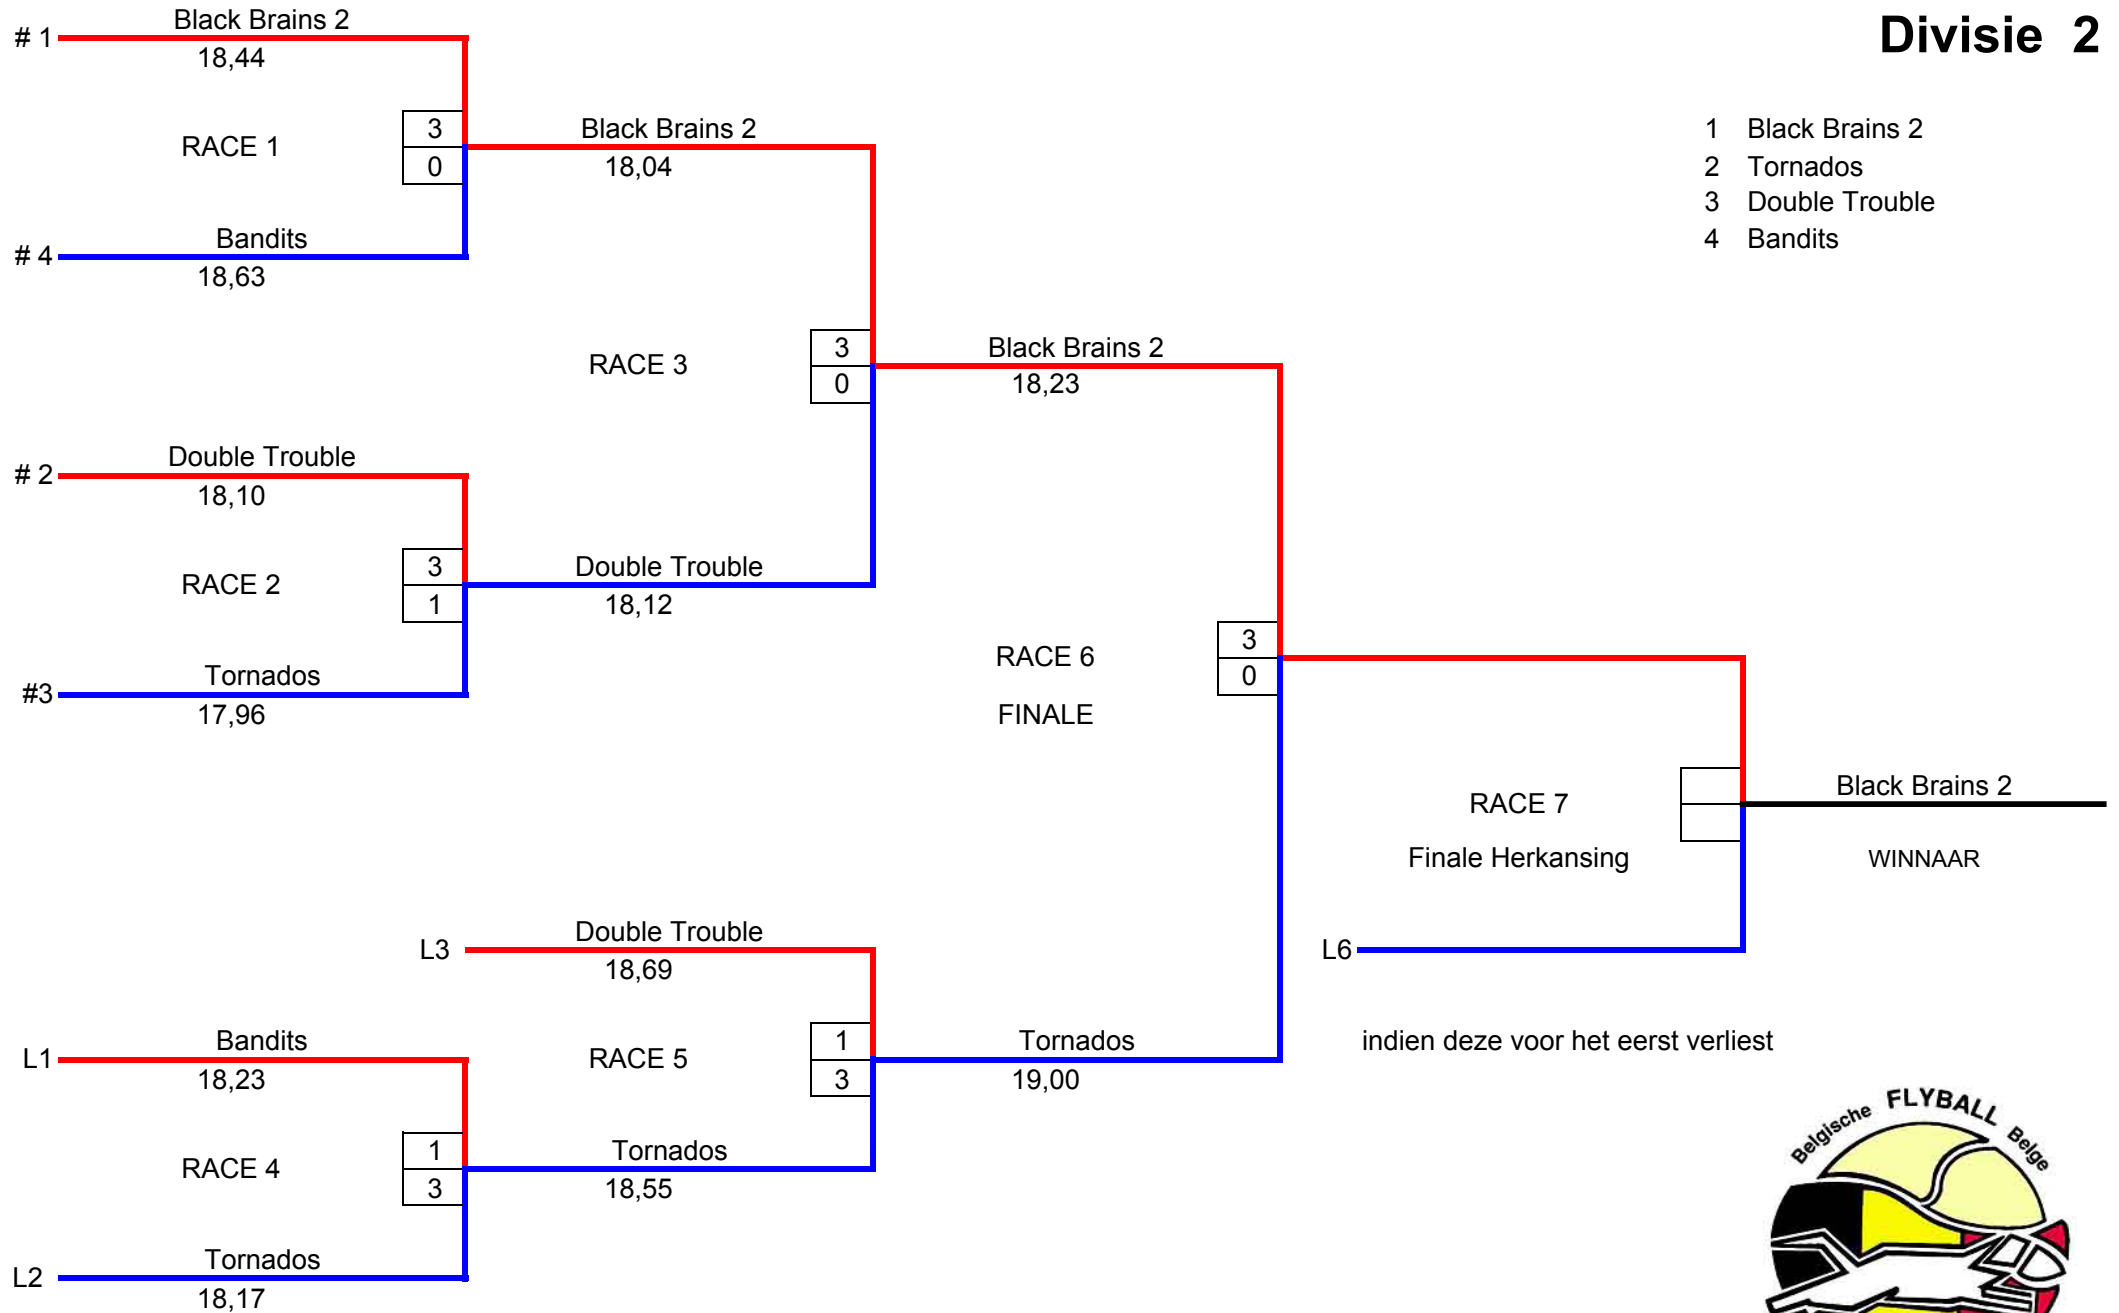 Divisie 2
1 Black Brains 2
2 Tornados
3 Double Trouble
4 Bandits
# 1
Black Brains 2
18,44
RACE 1
3
0
# 4
Bandits
18,63
Black Brains 2
18,04
RACE 3
3
0
# 2
Double Trouble
18,10
RACE 2
3
1
#3
Tornados
17,96
Double Trouble
18,12
Black Brains 2
18,23
RACE 6
FINALE
3
0
RACE 7
Finale Herkansing
Black Brains 2
WINNAAR
L6
indien deze voor het eerst verliest
L3
Double Trouble
18,69
RACE 5
1
3
Tornados
19,00
L1
Bandits
18,23
RACE 4
1
3
L2
Tornados
18,17
Tornados
18,55
Belgische FLYBALL Belge